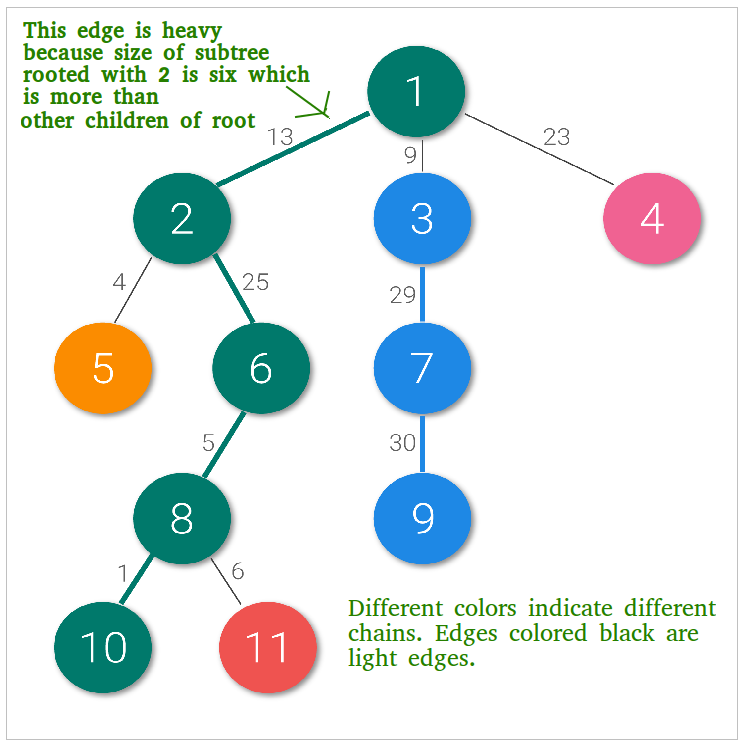 This edge is heavy
because size of subtree
rooted with 2 is six which
is more than
other children of root
1
13
9
23
2
3
4
4
25
29
5
6
7
5
30
8
9
1
6
10
11
Different colors indicate different
chains. Edges colored black are
light edges.